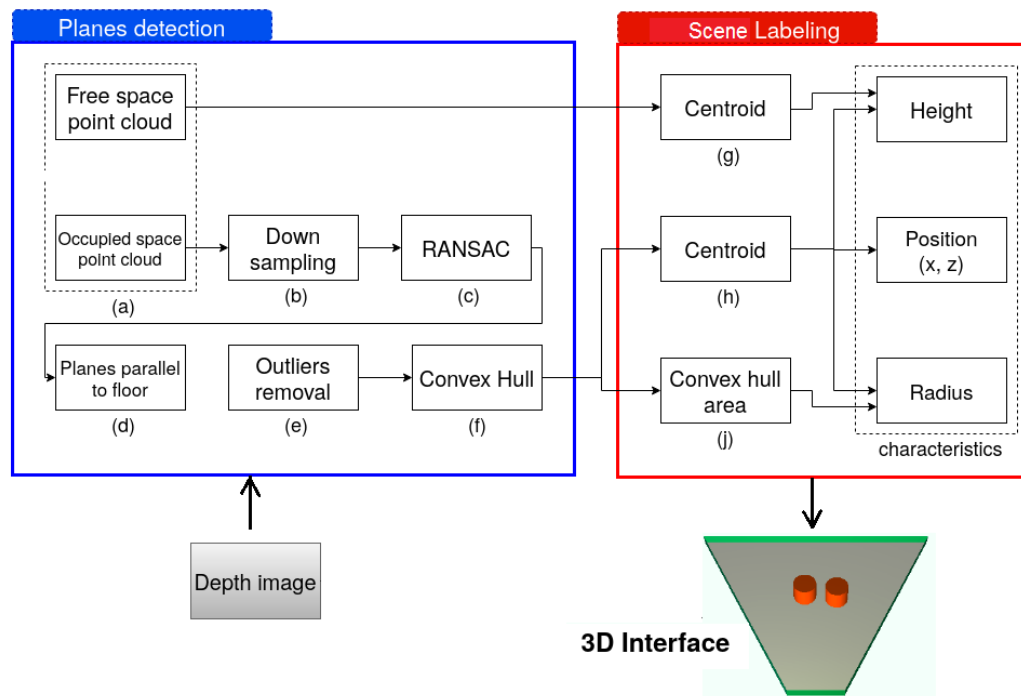 Planes detection
Scene Labeling
Free space
point cloud
Centroid
(g)
Height
Occupied space
point cloud
(a)
Down
sampling
(b)
RANSAC
(c)
Centroid
(h)
Position
(x, z)
Planes parallel
to floor
(d)
Outliers
removal
(e)
Convex Hull
(f)
Convex hull
area
(j)
Radius
characteristics
Depth image
3D Interface